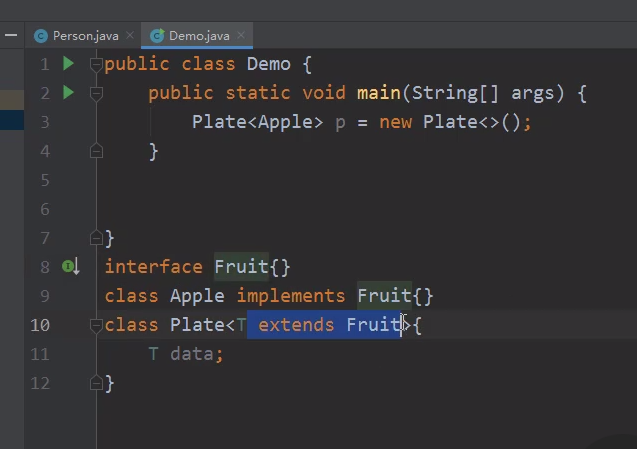 Person.java × Demo.java ×
1 public class Demo {
2 public static void main(String[] args) {
3 Plate<Apple> p = new Plate<>();
4 }
5
6
7 }
8 interface Fruit{}
9 class Apple implements Fruit{}
10 class Plate<T extends Fruit>{
11 T data;
12 }